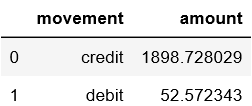 movement amount
0 credit 1898.728029
1 debit 52.572343